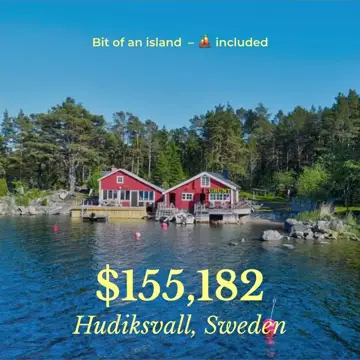 Bit of an island – 🏕️ included
$155,182
Hudiksvall, Sweden